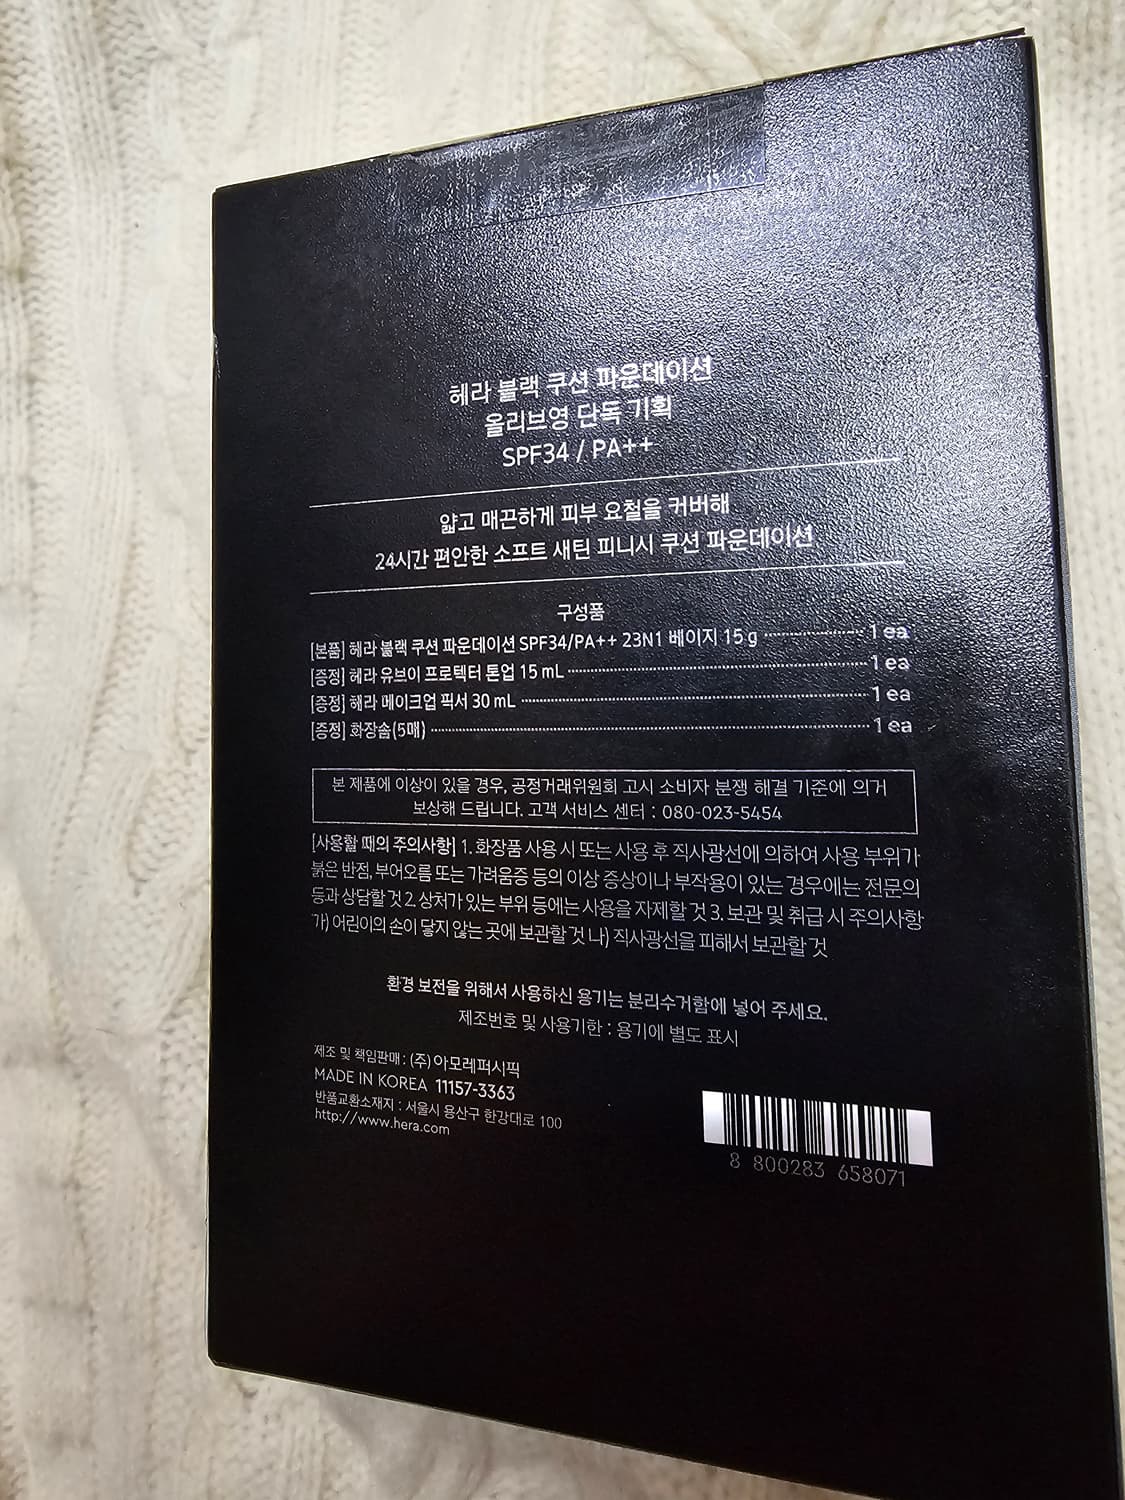 헤라 블랙 쿠션 파운데이션
올리브영 단독 기획
SPF34 / PA++
얇고 매끈하게 피부 요철을 커버해
24시간 편안한 소프트 새틴 피니시 쿠션 파운데이션
구성품
[본품] 헤라 블랙 쿠션 파운데이션 SPF34/PA++ 23N1 베이지 15 g 1 ea
[증정] 헤라 유브이 프로텍터 톤업 15 mL 1 ea
[증정] 헤라 메이크업 픽서 30 mL 1 ea
[증정] 화장솜(5매) 1 ea
본 제품에 이상이 있을 경우, 공정거래위원회 고시 소비자 분쟁 해결 기준에 의거
보상해 드립니다. 고객 서비스 센터 : 080-023-5454
[사용할 때의 주의사항] 1. 화장품 사용 시 또는 사용 후 직사광선에 의하여 사용 부위가
붉은 반점, 부어오름 또는 가려움증 등의 이상 증상이나 부작용이 있는 경우에는 전문의
등과 상담할 것 2. 상처가 있는 부위 등에는 사용을 자제할 것 3. 보관 및 취급 시 주의사항
가) 어린이의 손이 닿지 않는 곳에 보관할 것 나) 직사광선을 피해서 보관할 것
환경 보전을 위해서 사용하신 용기는 분리수거함에 넣어 주세요.
제조번호 및 사용기한 : 용기에 별도 표시
제조 및 책임판매 : (주)아모레퍼시픽
MADE IN KOREA 11157-3363
반품교환소재지 : 서울시 용산구 한강대로 100
http://www.hera.com
8 800283 658071